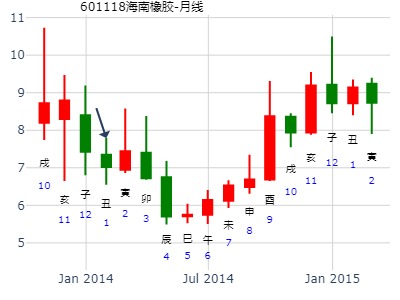 601118海南橡胶-月线
11
10
9
8
7
6
5
戌
10
亥
11
子
12
丑
1
寅
2
卯
3
辰
4
巳
5
午
6
未
7
申
8
酉
9
戌
10
亥
11
子
12
丑
1
寅
2
Jan 2014
Jul 2014
Jan 2015